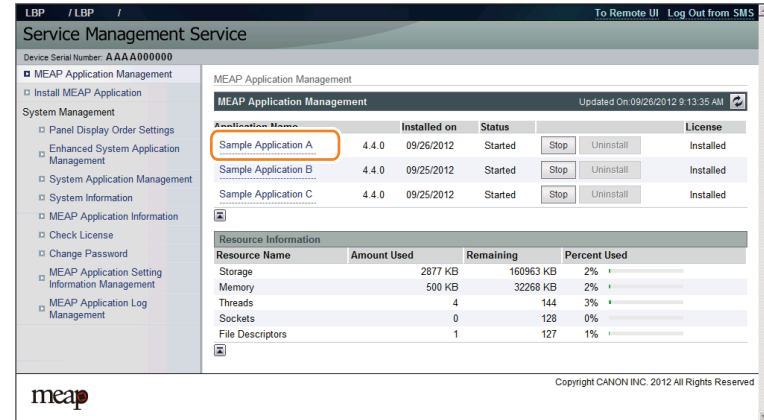 LBP / LBP / To Remote UI Log Out from SMS
Service Management Service
Device Serial Number: AAAA000000
MEAP Application Management
Install MEAP Application
System Management
Panel Display Order Settings
Enhanced System Application
Management
System Application Management
System Information
MEAP Application Information
Check License
Change Password
MEAP Application Setting
Information Management
MEAP Application Log
Management
MEAP Application Management
MEAP Application Management Updated On:09/26/2012 9:13:35 AM
Application Name Installed on Status License
Sample Application A 4.4.0 09/26/2012 Started Stop Uninstall Installed
Sample Application B 4.4.0 09/25/2012 Started Stop Uninstall Installed
Sample Application C 4.4.0 09/25/2012 Started Stop Uninstall Installed
Resource Information
Resource Name Amount Used Remaining Percent Used
Storage 2877 KB 160963 KB 2%
Memory 500 KB 32268 KB 2%
Threads 4 144 3%
Sockets 0 128 0%
File Descriptors 1 127 1%
Copyright CANON INC. 2012 All Rights Reserved
meap